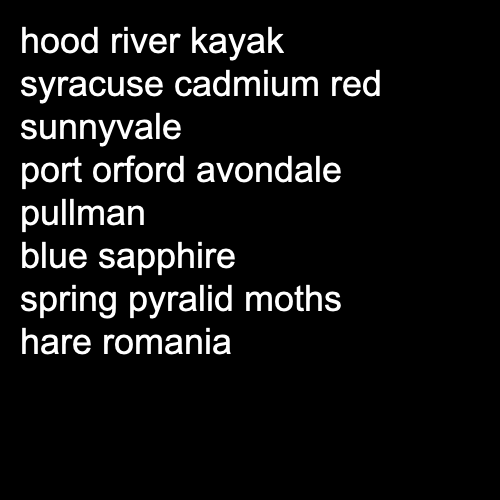 hood river kayak
syracuse cadmium red
sunnyvale
port orford avondale
pullman
blue sapphire
spring pyralid moths
hare romania